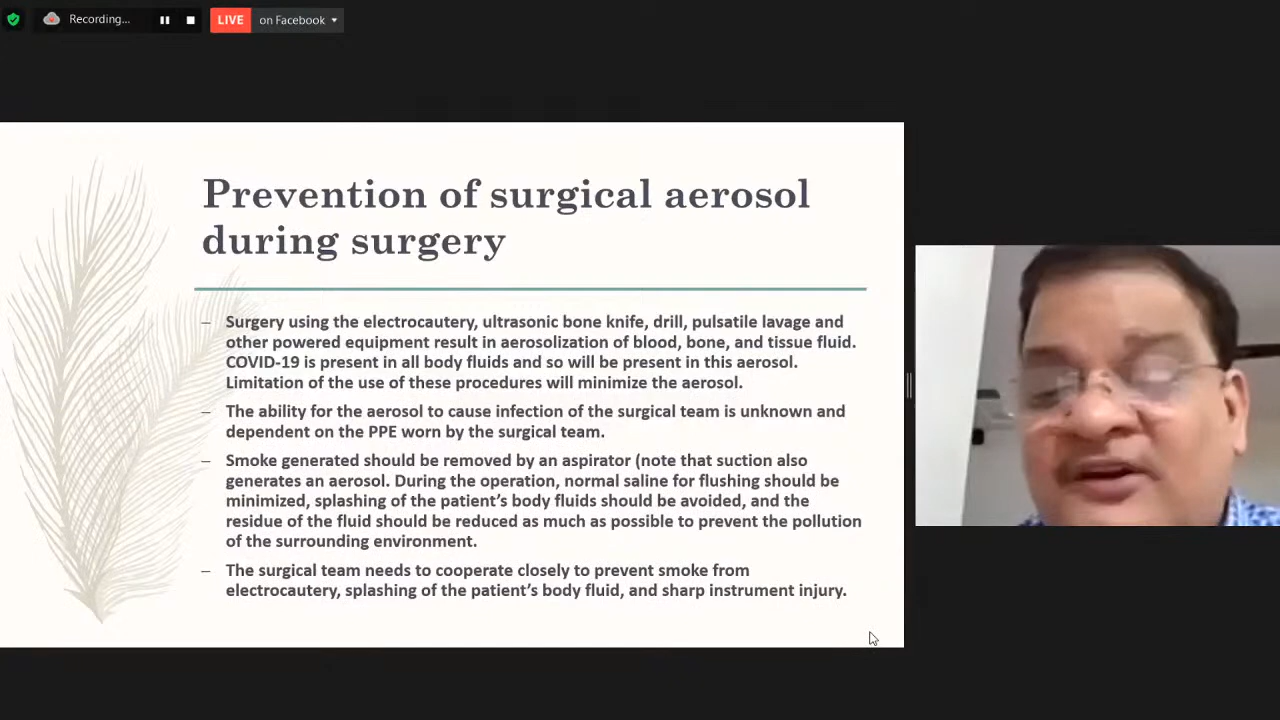 Recording...
LIVE on Facebook
Prevention of surgical aerosol
during surgery
– Surgery using the electrocautery, ultrasonic bone knife, drill, pulsatile lavage and
other powered equipment result in aerosolization of blood, bone, and tissue fluid.
COVID-19 is present in all body fluids and so will be present in this aerosol.
Limitation of the use of these procedures will minimize the aerosol.
– The ability for the aerosol to cause infection of the surgical team is unknown and
dependent on the PPE worn by the surgical team.
– Smoke generated should be removed by an aspirator (note that suction also
generates an aerosol. During the operation, normal saline for flushing should be
minimized, splashing of the patient’s body fluids should be avoided, and the
residue of the fluid should be reduced as much as possible to prevent the pollution
of the surrounding environment.
– The surgical team needs to cooperate closely to prevent smoke from
electrocautery, splashing of the patient’s body fluid, and sharp instrument injury.